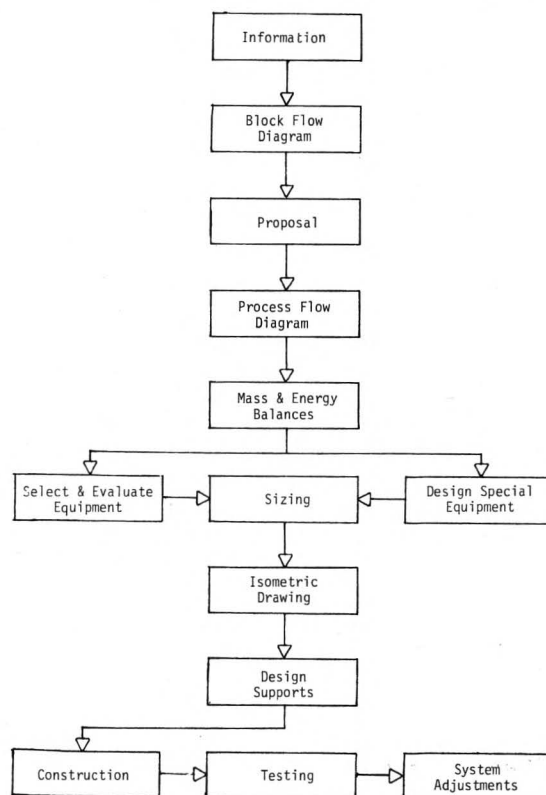 Information
Block Flow
Diagram
Proposal
Process Flow
Diagram
Mass & Energy
Balances
Select & Evaluate
Equipment
Sizing
Design Special
Equipment
Isometric
Drawing
Design
Supports
Construction
Testing
System
Adjustments